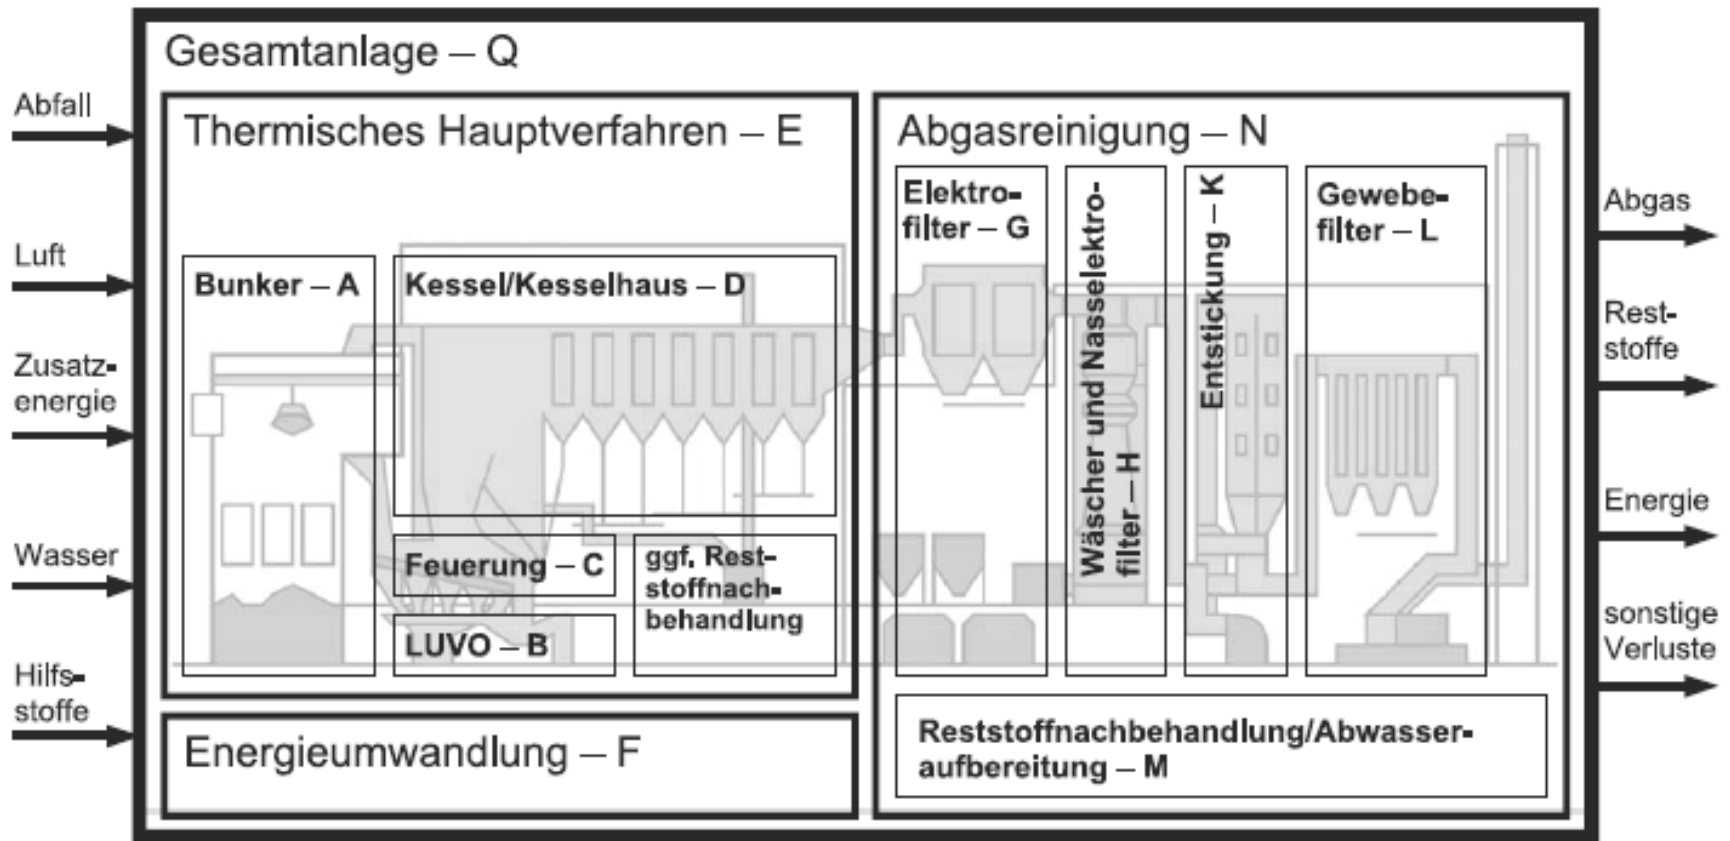 Gesamtanlage – Q
Abfall
Luft
Zusatz-
energie
Wasser
Hilfs-
stoffe
Thermisches Hauptverfahren – E
Bunker – A
Kessel/Kesselhaus – D
Feuerung – C
LUVO – B
ggf. Rest-
stoffnach-
behandlung
Energieumwandlung – F
Abgasreinigung – N
Elektro-
filter – G
Wäscher und Nasselektro-
filter – H
Entstickung – K
Gewebe-
filter – L
Reststoffnachbehandlung/Abwasser-
aufbereitung – M
Abgas
Rest-
stoffe
Energie
sonstige
Verluste